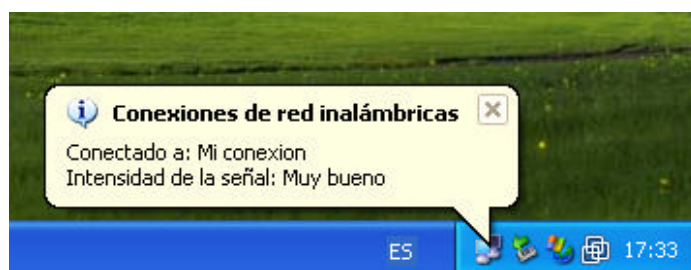 Conexiones de red inalámbricas
Conectado a: Mi conexion
Intensidad de la señal: Muy bueno
ES 17:33